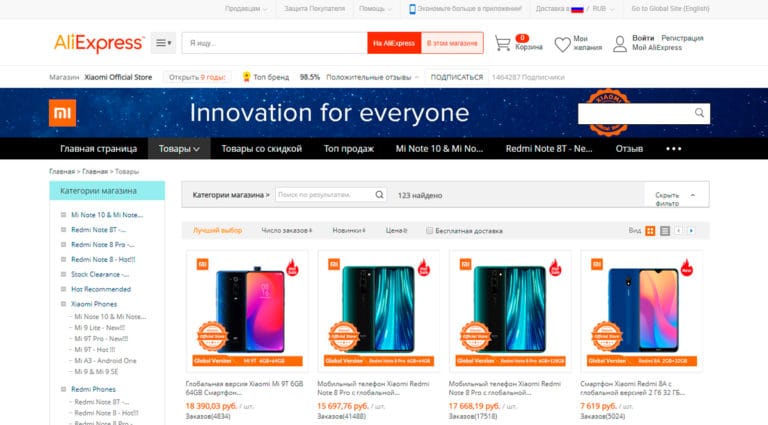 Продавцам
Защита Покупателя
Помощь
Экономьте больше в приложении!
Доставка в / RUB
Go to Global Site (English)
AliExpress™
Я ищу...
На AliExpress
В этом магазине
0
Корзина
Мои
желания
Войти Регистрация
Мой AliExpress
Магазин Xiaomi Official Store
Открыть 9 годы:
Топ бренд
98.5% Положительные отзывы
ПОДПИСАТЬСЯ
1464287 Подписчики
mi
Innovation for everyone
XIAOMI
Главная страница
Товары
Товары со скидкой
Топ продаж
Mi Note 10 & Mi No...
Redmi Note 8T - Ne...
Отзыв
Главная > Главная > Товары
Категории магазина
Mi Note 10 & Mi Note...
Redmi Note 8T -...
Redmi Note 8 Pro -...
Redmi Note 8 - Hot!!!
Stock Clearance -...
Hot Recommended
Xiaomi Phones
Mi Note 10 & Mi Note...
Mi 9 Lite - New!!!
Mi 9T Pro - New!!!
Mi 9T - Hot !!!
Mi A3 - Android One
Mi 9 & Mi 9 SE
Redmi Phones
Redmi Note 8T -...
Redmi Note 8 - Hot!!!
Redmi Note 8 Pro -...
Категории магазина >
Поиск по результатам.
123 найдено
Скрыть
фильтр
Лучший выбор
Число заказов
Новинки
Цена
Бесплатная доставка
Вид
mi
Official Store
Global Version Mi 9T 6GB+64GB
Глобальная версия Xiaomi Mi 9T 6GB
64GB Смартфон...
18 390,03 руб. / шт.
Заказов(4834)
mi
Official Store
Global Version Redmi Note 8 Pro 6GB+64GB
Мобильный телефон Xiaomi Redmi
Note 8 Pro с глобальной...
15 697,76 руб. / шт.
Заказов(41488)
mi
Official Store
Global Version Redmi Note 8 Pro 6GB+128GB
Мобильный телефон Xiaomi Redmi
Note 8 Pro с глобальной...
17 668,19 руб. / шт.
Заказов(17518)
mi
Official Store
Global Version Redmi 8A 2GB+32GB
Смартфон Xiaomi Redmi 8A с
глобальной версией 2 Гб 32 ГБ...
7 619 руб. / шт.
Заказов(5024)